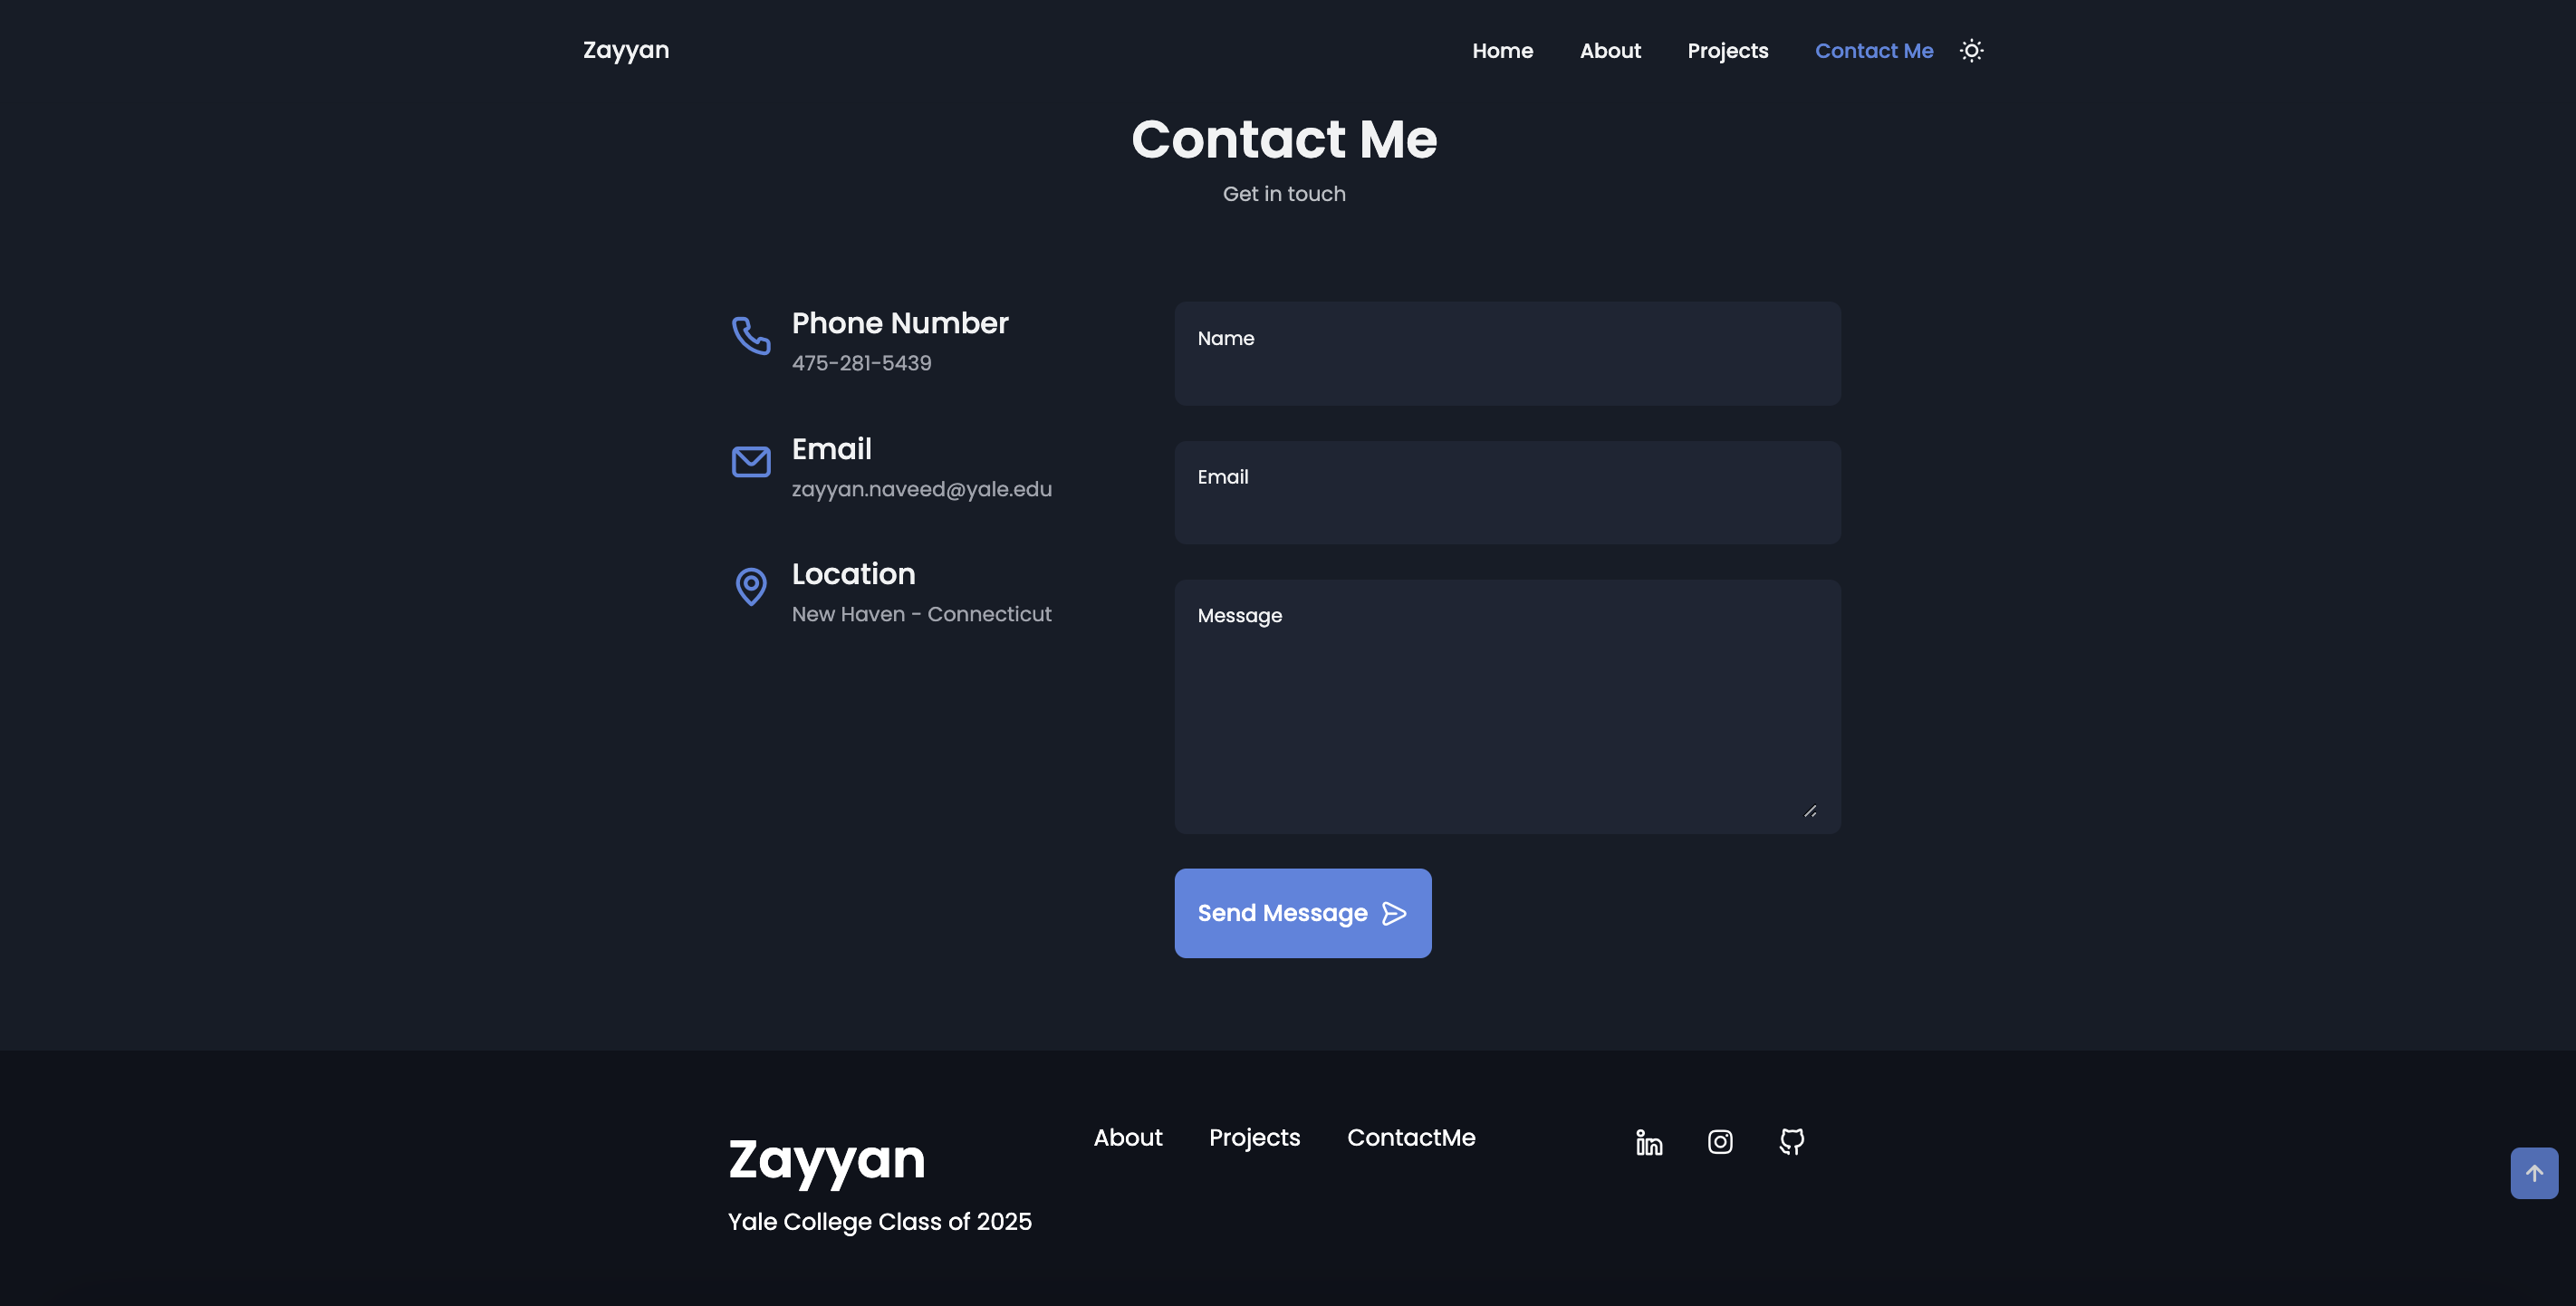 Zayyan
Home About Projects Contact Me
Contact Me
Get in touch
Phone Number
475-281-5439
Email
zayyan.naveed@yale.edu
Location
New Haven - Connecticut
Name
Email
Message
Send Message
Zayyan
Yale College Class of 2025
About Projects ContactMe